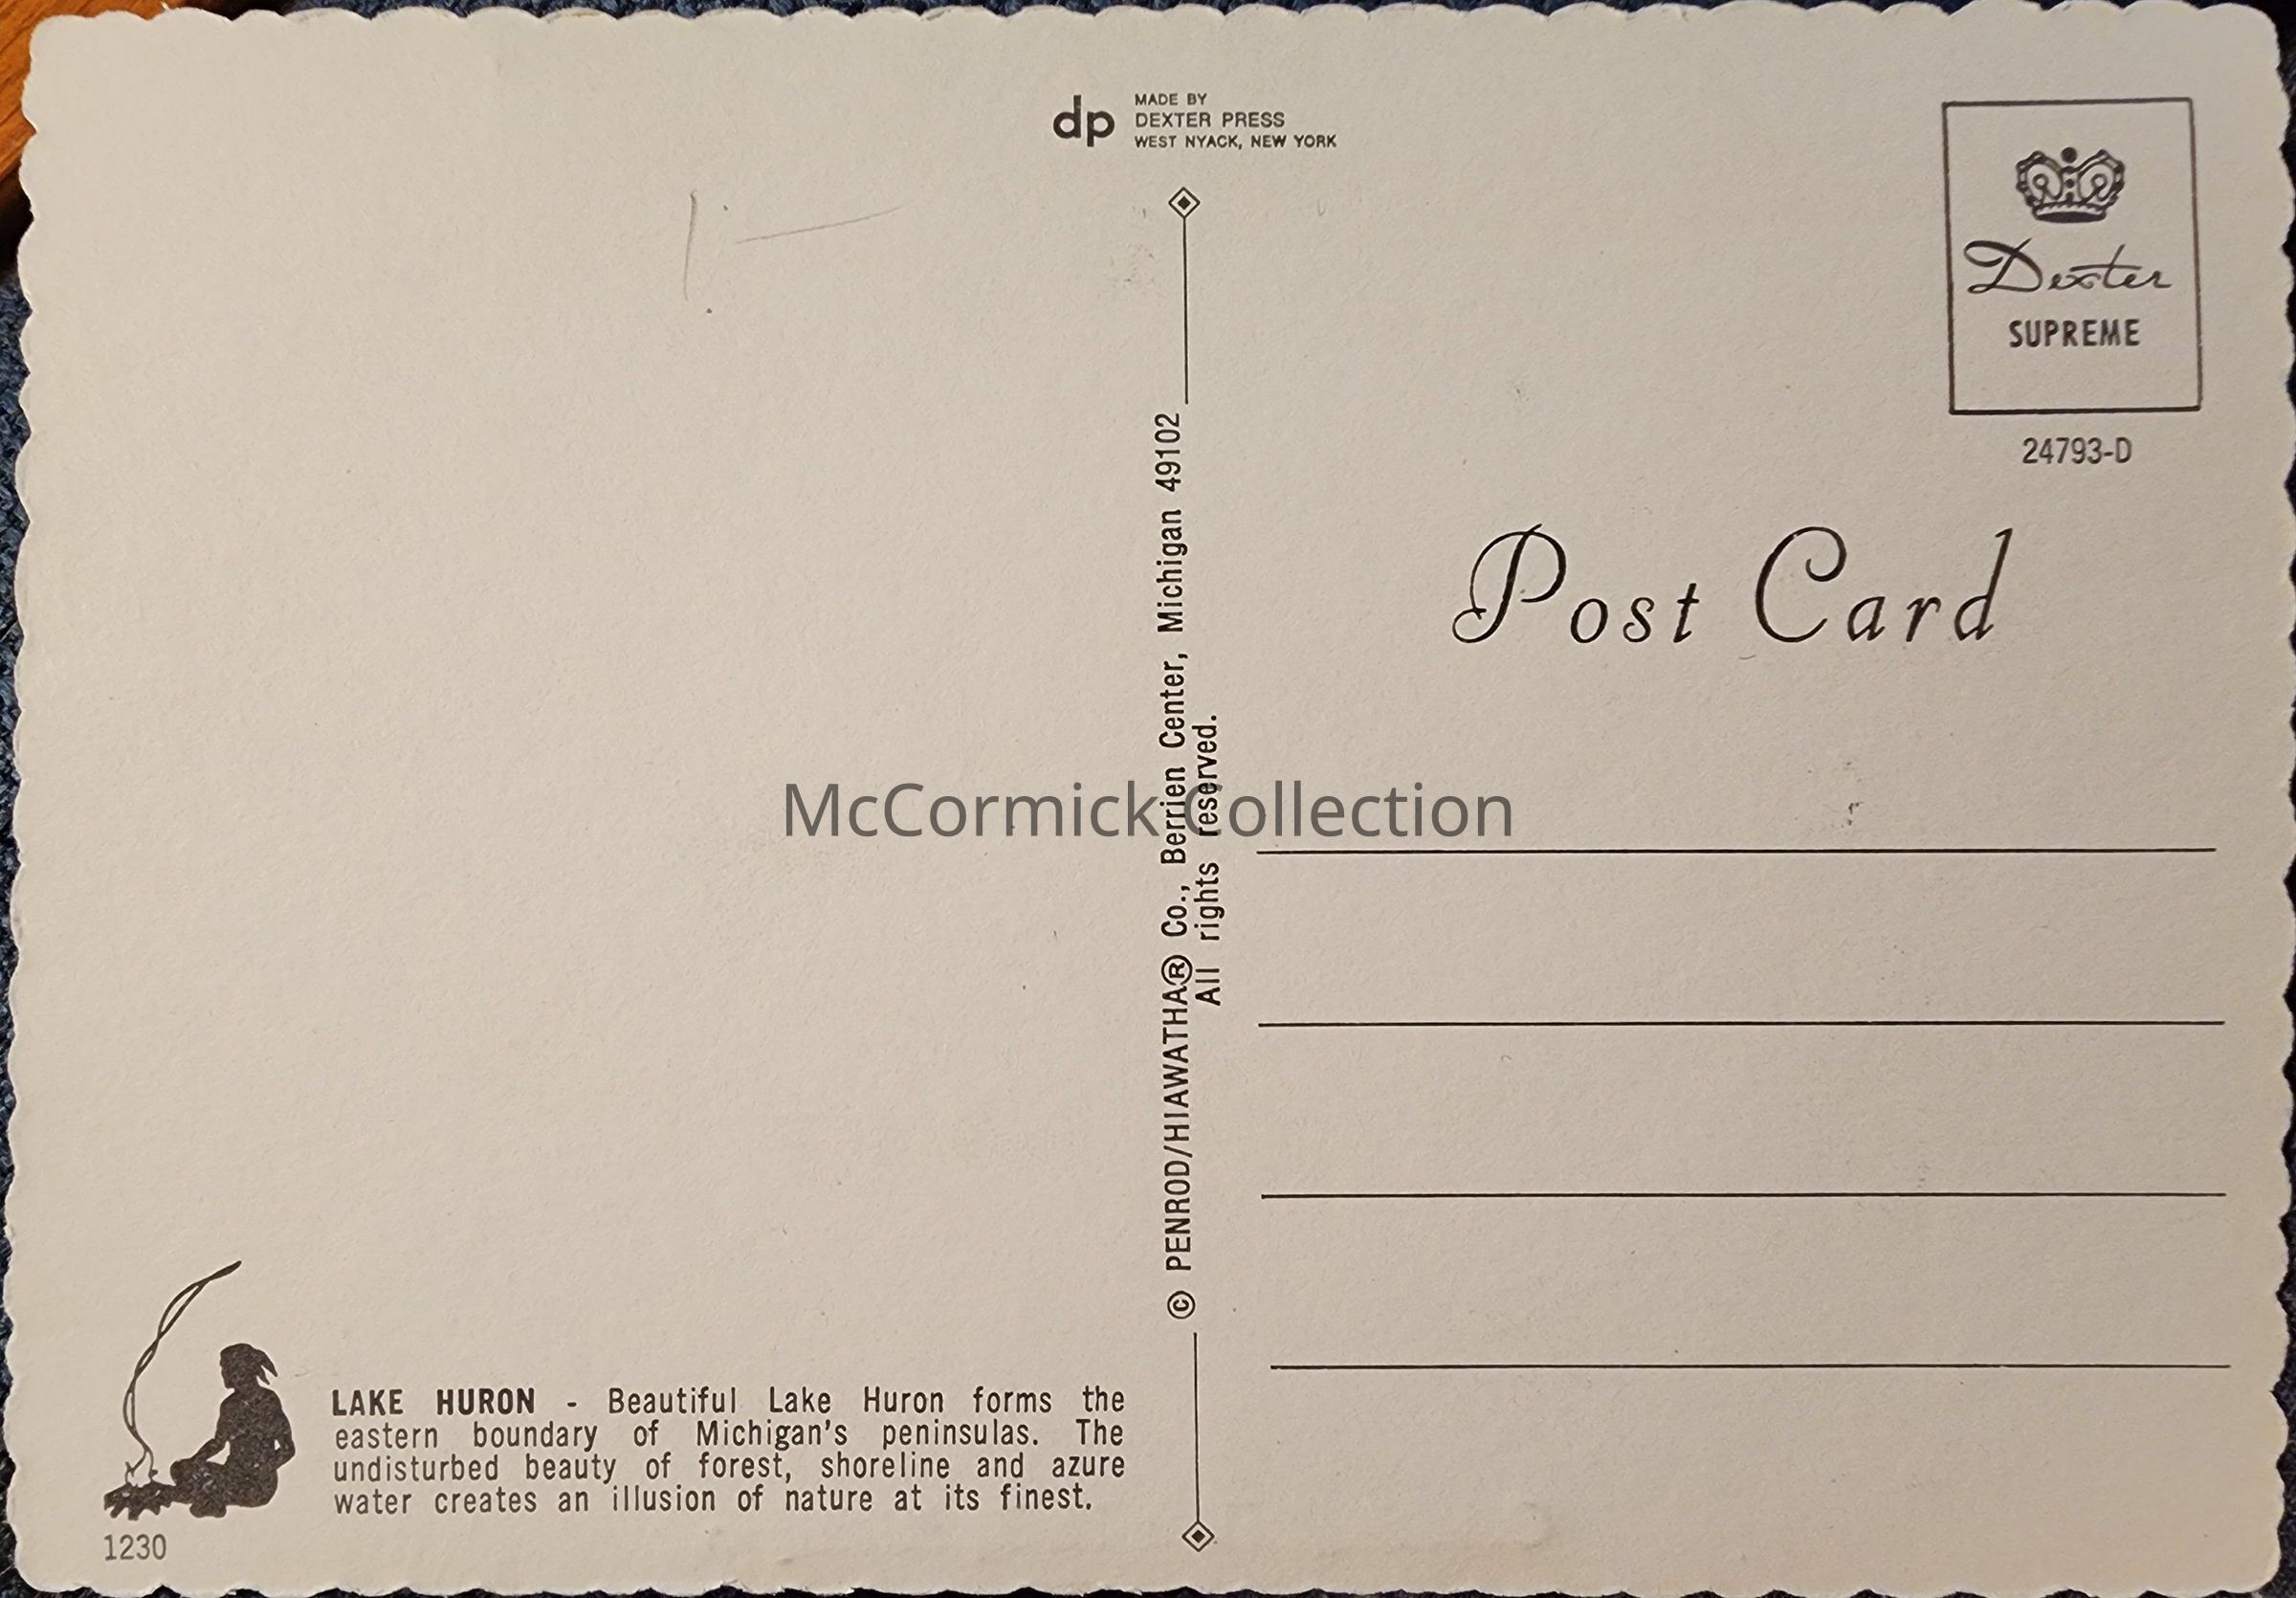 dp
MADE BY
DEXTER PRESS
WEST NYACK, NEW YORK
Dexter
SUPREME
24793-D
Post Card
© PENROD/HIAWATHA® Co., Berrien Center, Michigan 49102
All rights reserved.
McCormick Collection
LAKE HURON - Beautiful Lake Huron forms the
eastern boundary of Michigan's peninsulas. The
undisturbed beauty of forest, shoreline and azure
water creates an illusion of nature at its finest.
1230